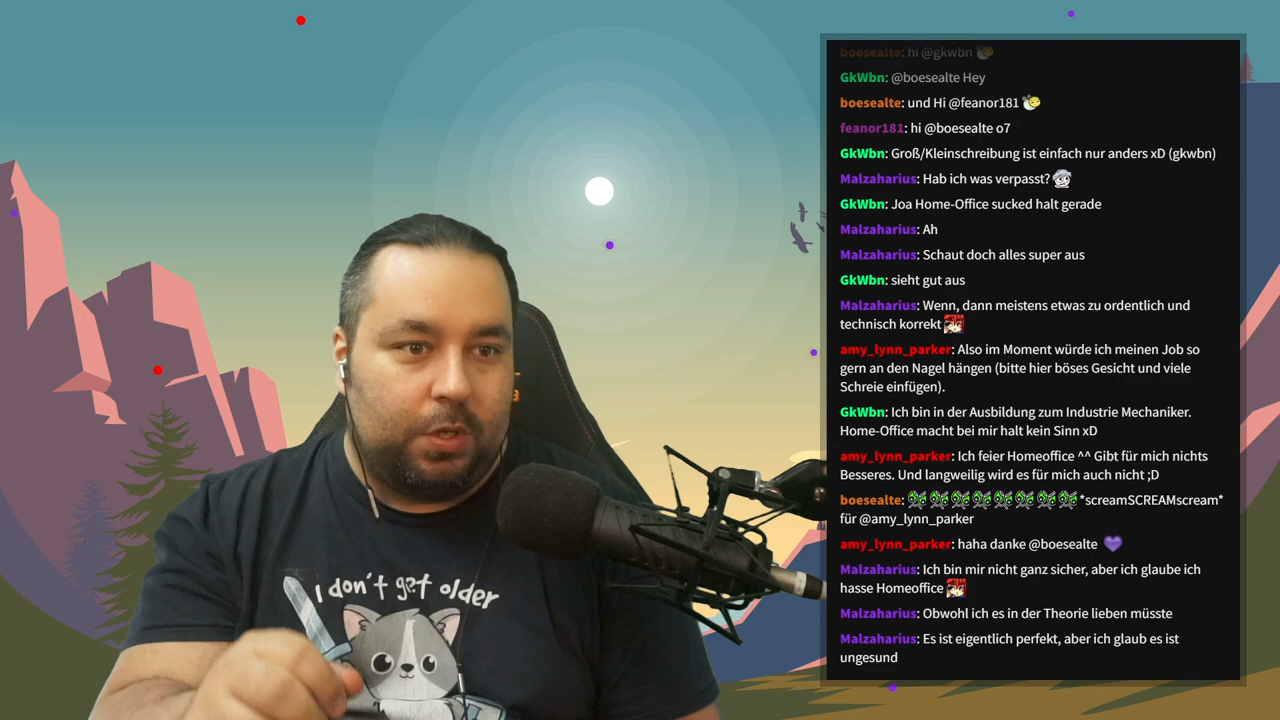 boesealte: hi @gkwbn
GkWbn: @boesealte Hey
boesealte: und Hi @feanor181
feanor181: hi @boesealte o7
GkWbn: Groß/Kleinschreibung ist einfach nur anders xD (gkwbn)
Malzaharius: Hab ich was verpasst?
GkWbn: Joa Home-Office sucked halt gerade
Malzaharius: Ah
Malzaharius: Schaut doch alles super aus
GkWbn: sieht gut aus
Malzaharius: Wenn, dann meistens etwas zu ordentlich und
technisch korrekt
amy_lynn_parker: Also im Moment würde ich meinen Job so
gern an den Nagel hängen (bitte hier böses Gesicht und viele
Schreie einfügen).
GkWbn: Ich bin in der Ausbildung zum Industrie Mechaniker.
Home-Office macht bei mir halt kein Sinn xD
amy_lynn_parker: Ich feier Homeoffice ^^ Gibt für mich nichts
Besseres. Und langweilig wird es für mich auch nicht ;D
boesealte: *screamSCREAMscream*
für @amy_lynn_parker
amy_lynn_parker: haha danke @boesealte
Malzaharius: Ich bin mir nicht ganz sicher, aber ich glaube ich
hasse Homeoffice
Malzaharius: Obwohl ich es in der Theorie lieben müsste
Malzaharius: Es ist eigentlich perfekt, aber ich glaub es ist
ungesund
i don't get older